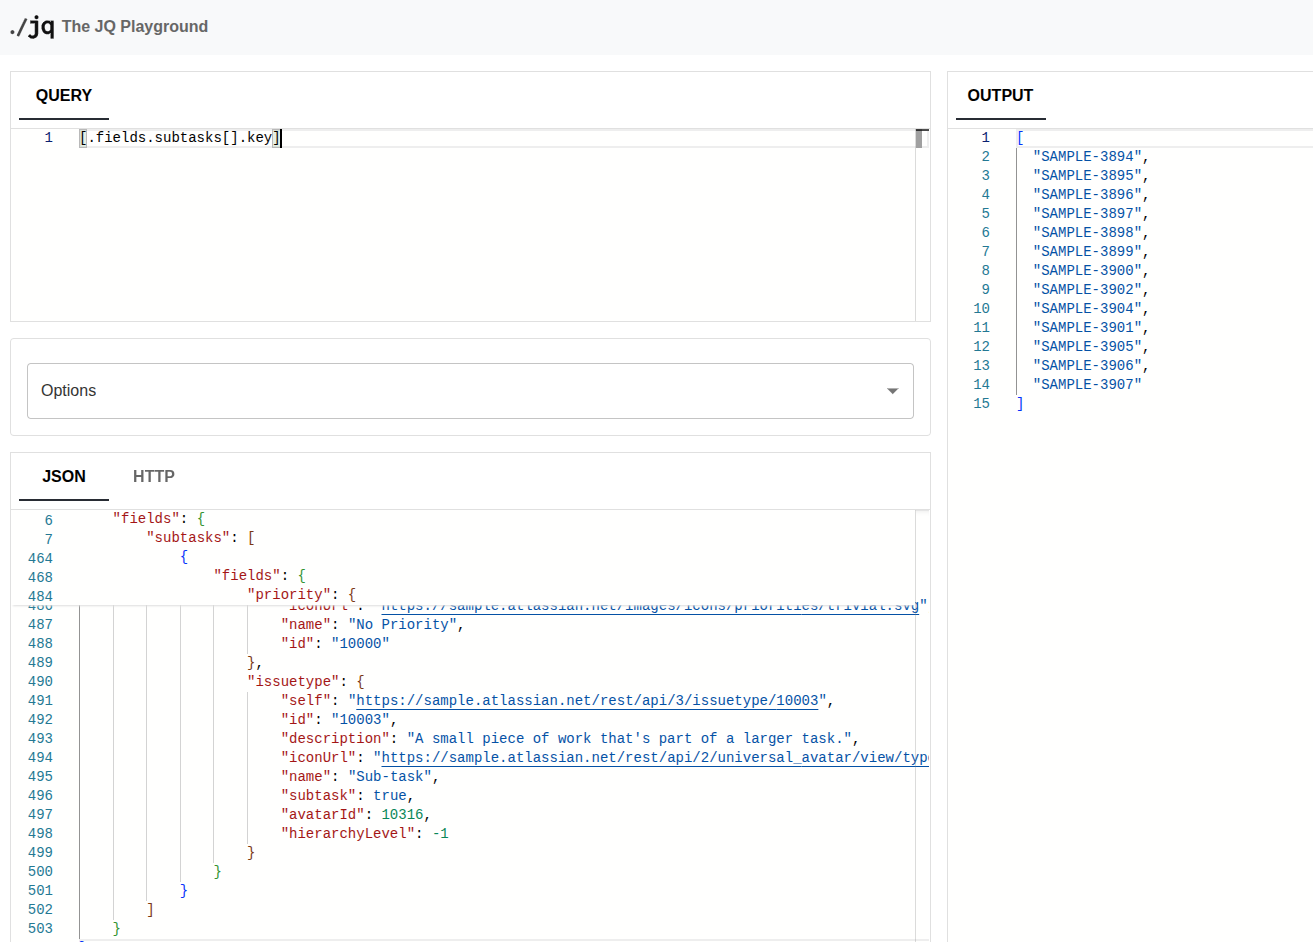 ./jq The JQ Playground
QUERY
1 [.fields.subtasks[].key]
Options
JSON HTTP
6 "fields": {
7 "subtasks": [
464 {
468 "fields": {
484 "priority": {
486 "iconUrl": "https://sample.atlassian.net/images/icons/priorities/trivial.svg"
487 "name": "No Priority",
488 "id": "10000"
489 },
490 "issuetype": {
491 "self": "https://sample.atlassian.net/rest/api/3/issuetype/10003",
492 "id": "10003",
493 "description": "A small piece of work that's part of a larger task.",
494 "iconUrl": "https://sample.atlassian.net/rest/api/2/universal_avatar/view/type
495 "name": "Sub-task",
496 "subtask": true,
497 "avatarId": 10316,
498 "hierarchyLevel": -1
499 }
500 }
501 }
502 ]
503 }
OUTPUT
1 [
2 "SAMPLE-3894",
3 "SAMPLE-3895",
4 "SAMPLE-3896",
5 "SAMPLE-3897",
6 "SAMPLE-3898",
7 "SAMPLE-3899",
8 "SAMPLE-3900",
9 "SAMPLE-3902",
10 "SAMPLE-3904",
11 "SAMPLE-3901",
12 "SAMPLE-3905",
13 "SAMPLE-3906",
14 "SAMPLE-3907"
15 ]